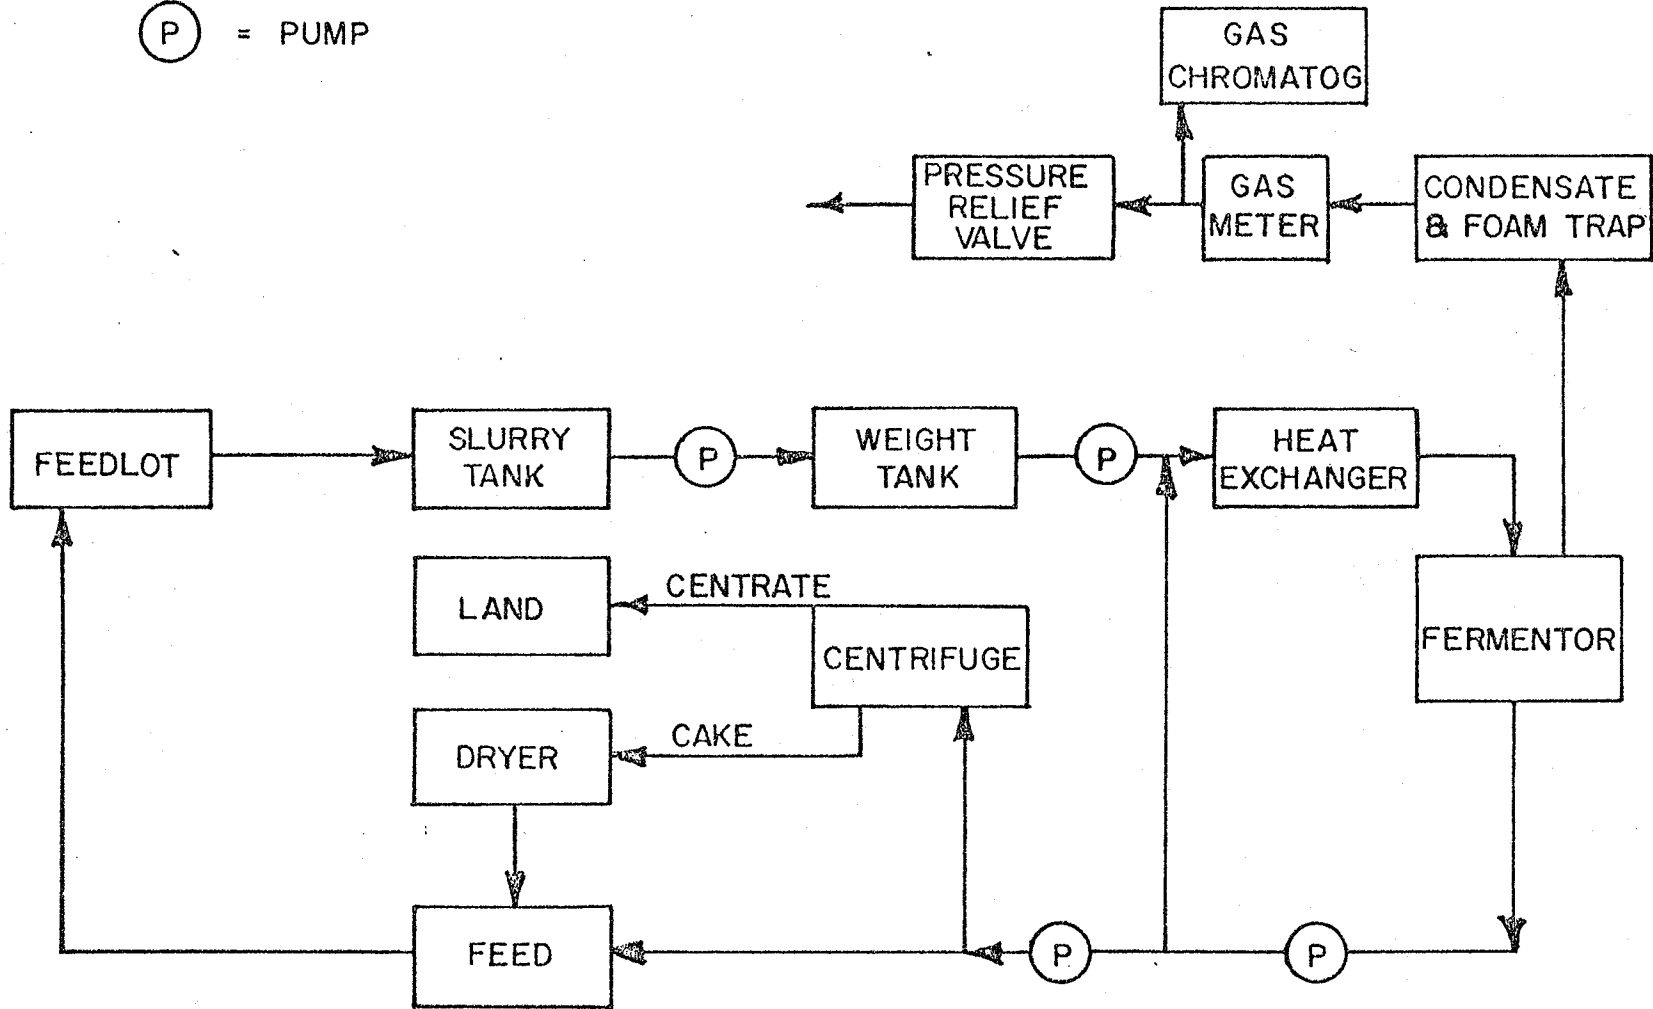 P = PUMP
GAS
CHROMATOG
PRESSURE
RELIEF
VALVE
GAS
METER
CONDENSATE
& FOAM TRAP
FEEDLOT
SLURRY
TANK
P
WEIGHT
TANK
P
HEAT
EXCHANGER
LAND
CENTRATE
CENTRIFUGE
FERMENTOR
DRYER
CAKE
FEED
P
P